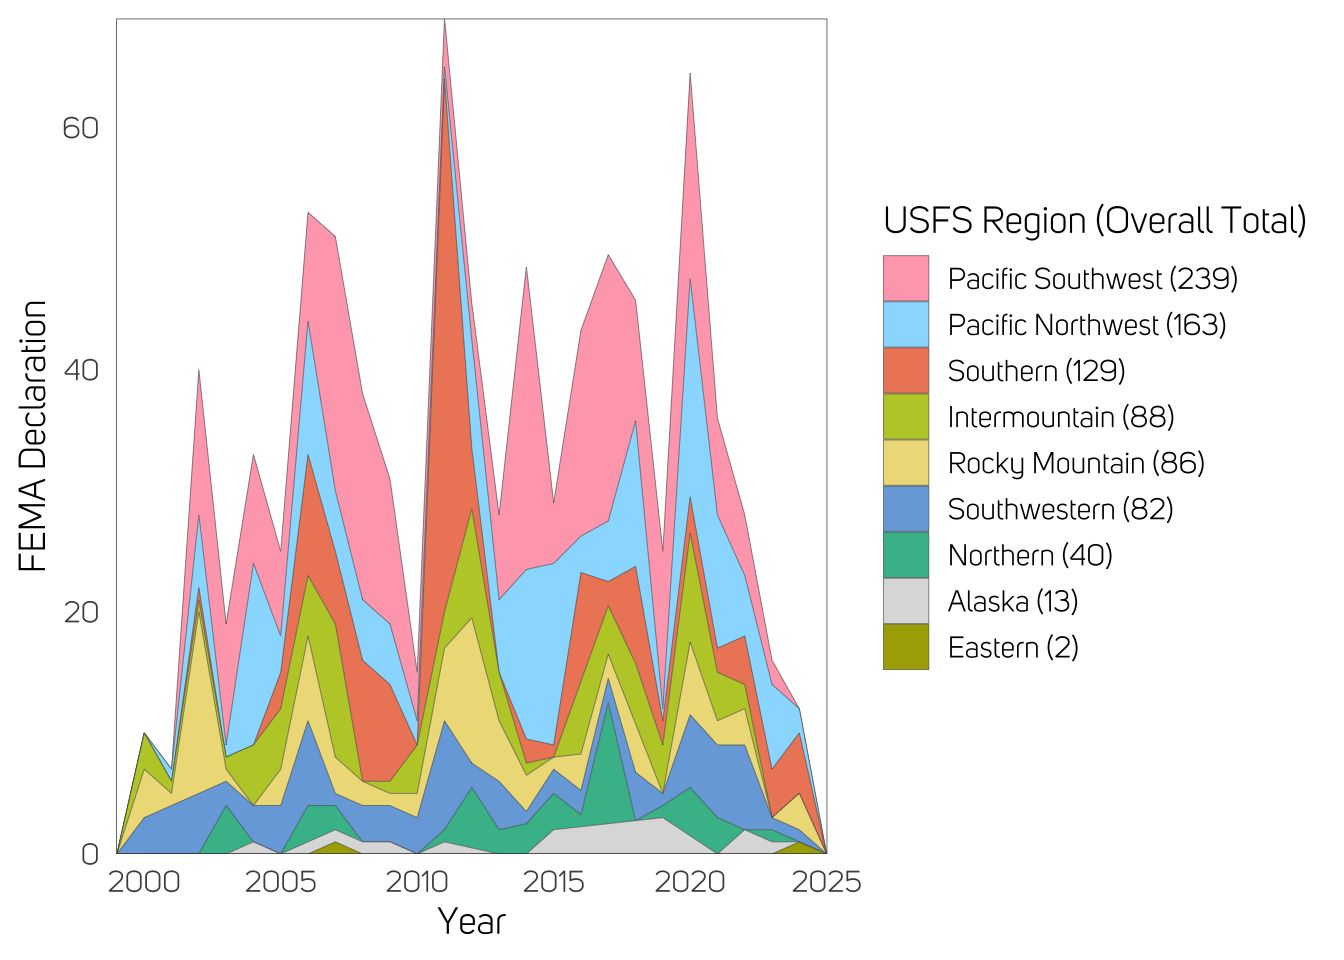 60
40
20
0
FEMA Declaration
2000 2005 2010 2015 2020 2025
Year
USFS Region (Overall Total)
Pacific Southwest (239)
Pacific Northwest (163)
Southern (129)
Intermountain (88)
Rocky Mountain (86)
Southwestern (82)
Northern (40)
Alaska (13)
Eastern (2)